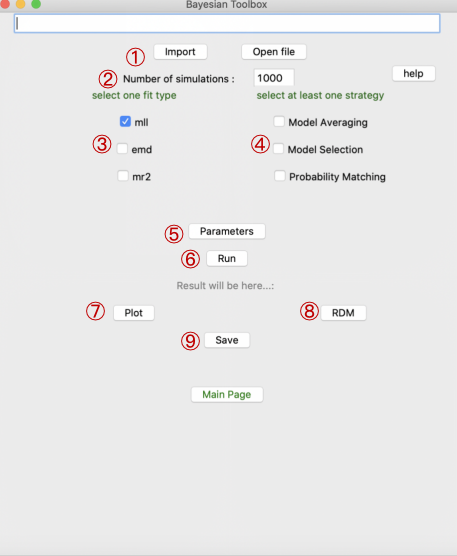 Bayesian Toolbox
① Import Open file
② Number of simulations : 1000 help
select one fit type select at least one strategy
mll Model Averaging
③ emd ④ Model Selection
mr2 Probability Matching
⑤ Parameters
⑥ Run
Result will be here...:
⑦ Plot ⑧ RDM
⑨ Save
Main Page